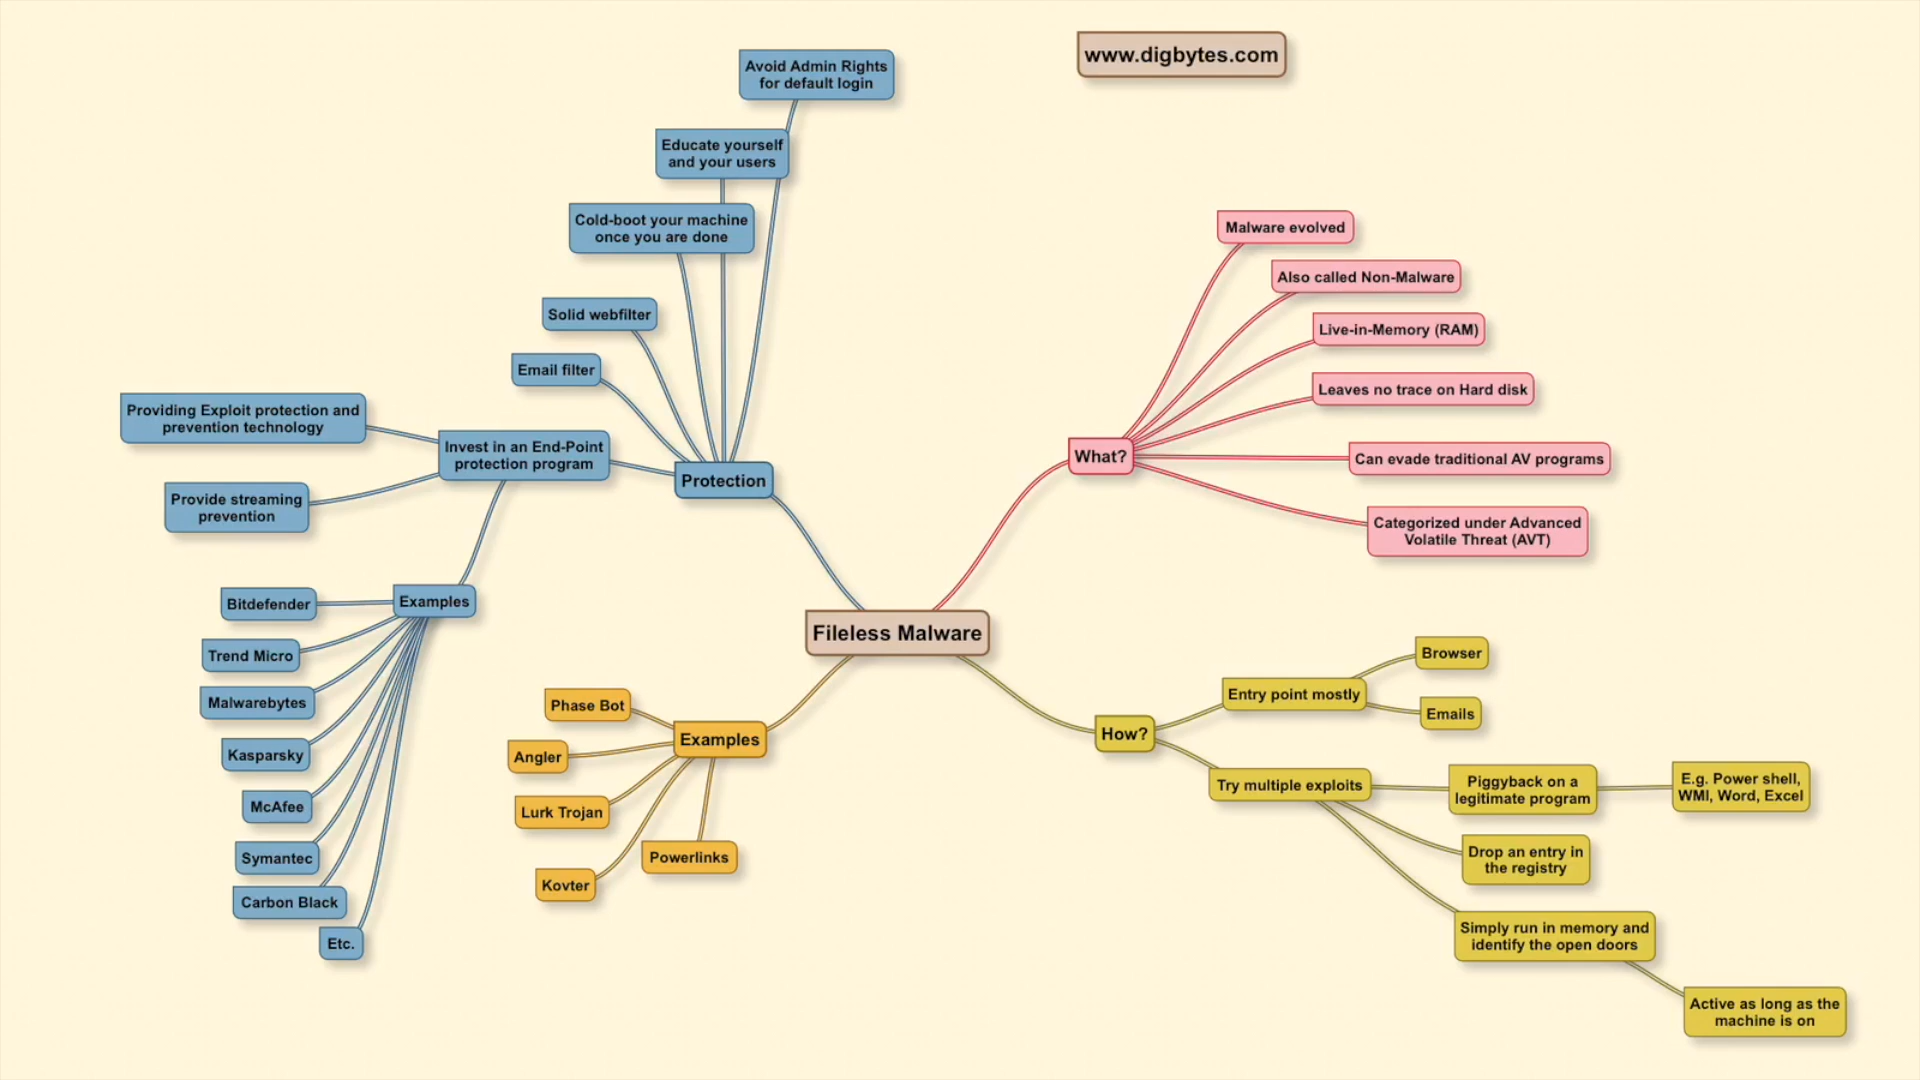 www.digbytes.com
Avoid Admin Rights
for default login
Educate yourself
and your users
Cold-boot your machine
once you are done
Solid webfilter
Email filter
Providing Exploit protection and
prevention technology
Invest in an End-Point
protection program
Provide streaming
prevention
Protection
Examples
Bitdefender
Trend Micro
Malwarebytes
Kasparsky
McAfee
Symantec
Carbon Black
Etc.
Fileless Malware
Malware evolved
Also called Non-Malware
Live-in-Memory (RAM)
Leaves no trace on Hard disk
What?
Can evade traditional AV programs
Categorized under Advanced
Volatile Threat (AVT)
Phase Bot
Examples
Angler
Lurk Trojan
Powerlinks
Kovter
Browser
Entry point mostly
Emails
How?
Try multiple exploits
Piggyback on a
legitimate program
E.g. Power shell,
WMI, Word, Excel
Drop an entry in
the registry
Simply run in memory and
identify the open doors
Active as long as the
machine is on